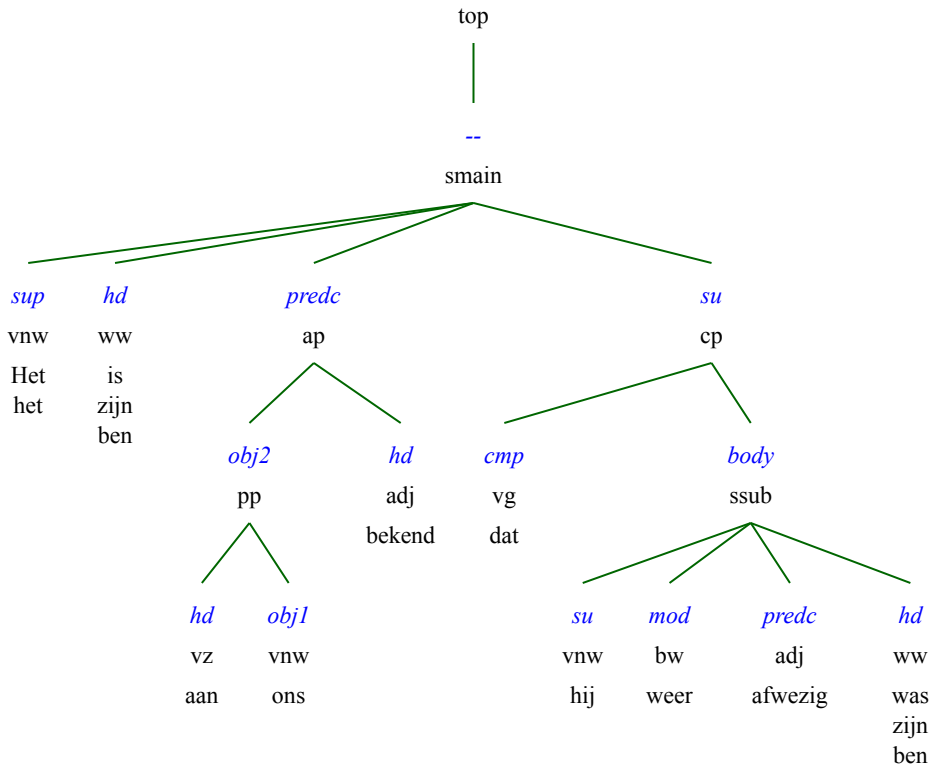 top
--
smain
sup hd predc su
vnw ww ap cp
Het is
het zijn
ben
obj2 hd cmp body
pp adj vg ssub
bekend dat
hd obj1 su mod predc hd
vz vnw vnw bw adj ww
aan ons hij weer afwezig was
zijn
ben